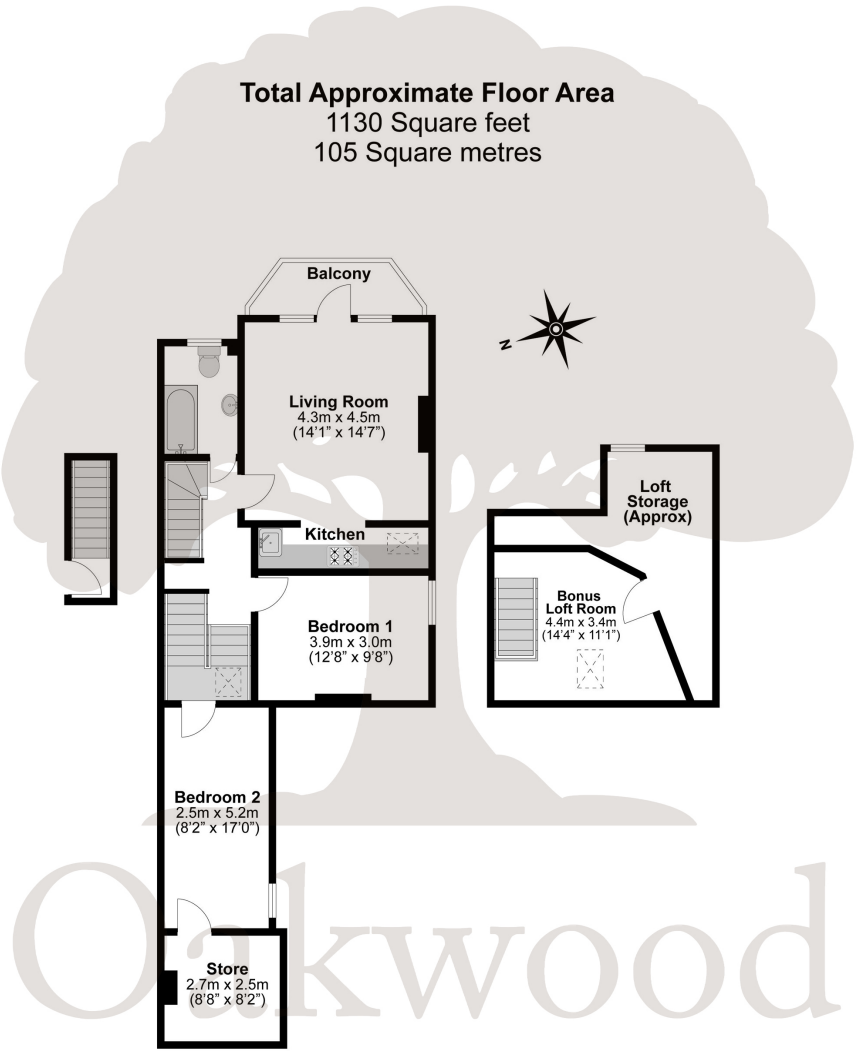 Total Approximate Floor Area
1130 Square feet
105 Square metres
Balcony
N
Living Room
4.3m x 4.5m
(14'1" x 14'7")
Kitchen
Loft
Storage
(Approx)
Bonus
Loft Room
4.4m x 3.4m
(14'4" x 11'1")
Bedroom 1
3.9m x 3.0m
(12'8" x 9'8")
Bedroom 2
2.5m x 5.2m
(8'2" x 17'0")
Store
2.7m x 2.5m
(8'8" x 8'2")
Oakwood